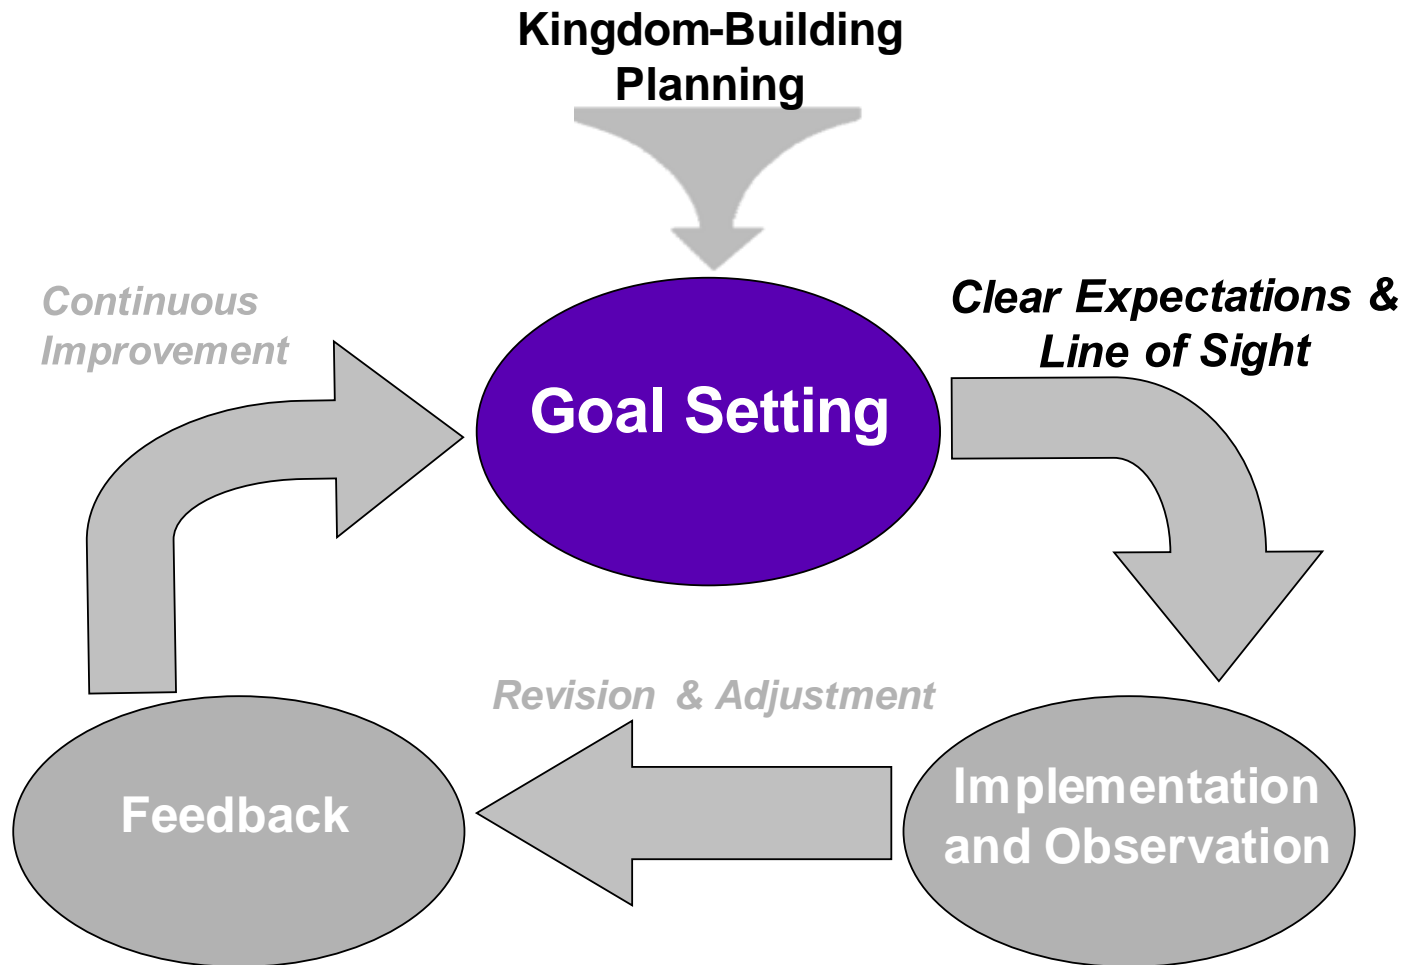 Kingdom-Building
Planning
Continuous
Improvement
Clear Expectations &
Line of Sight
Goal Setting
Revision & Adjustment
Feedback
Implementation
and Observation